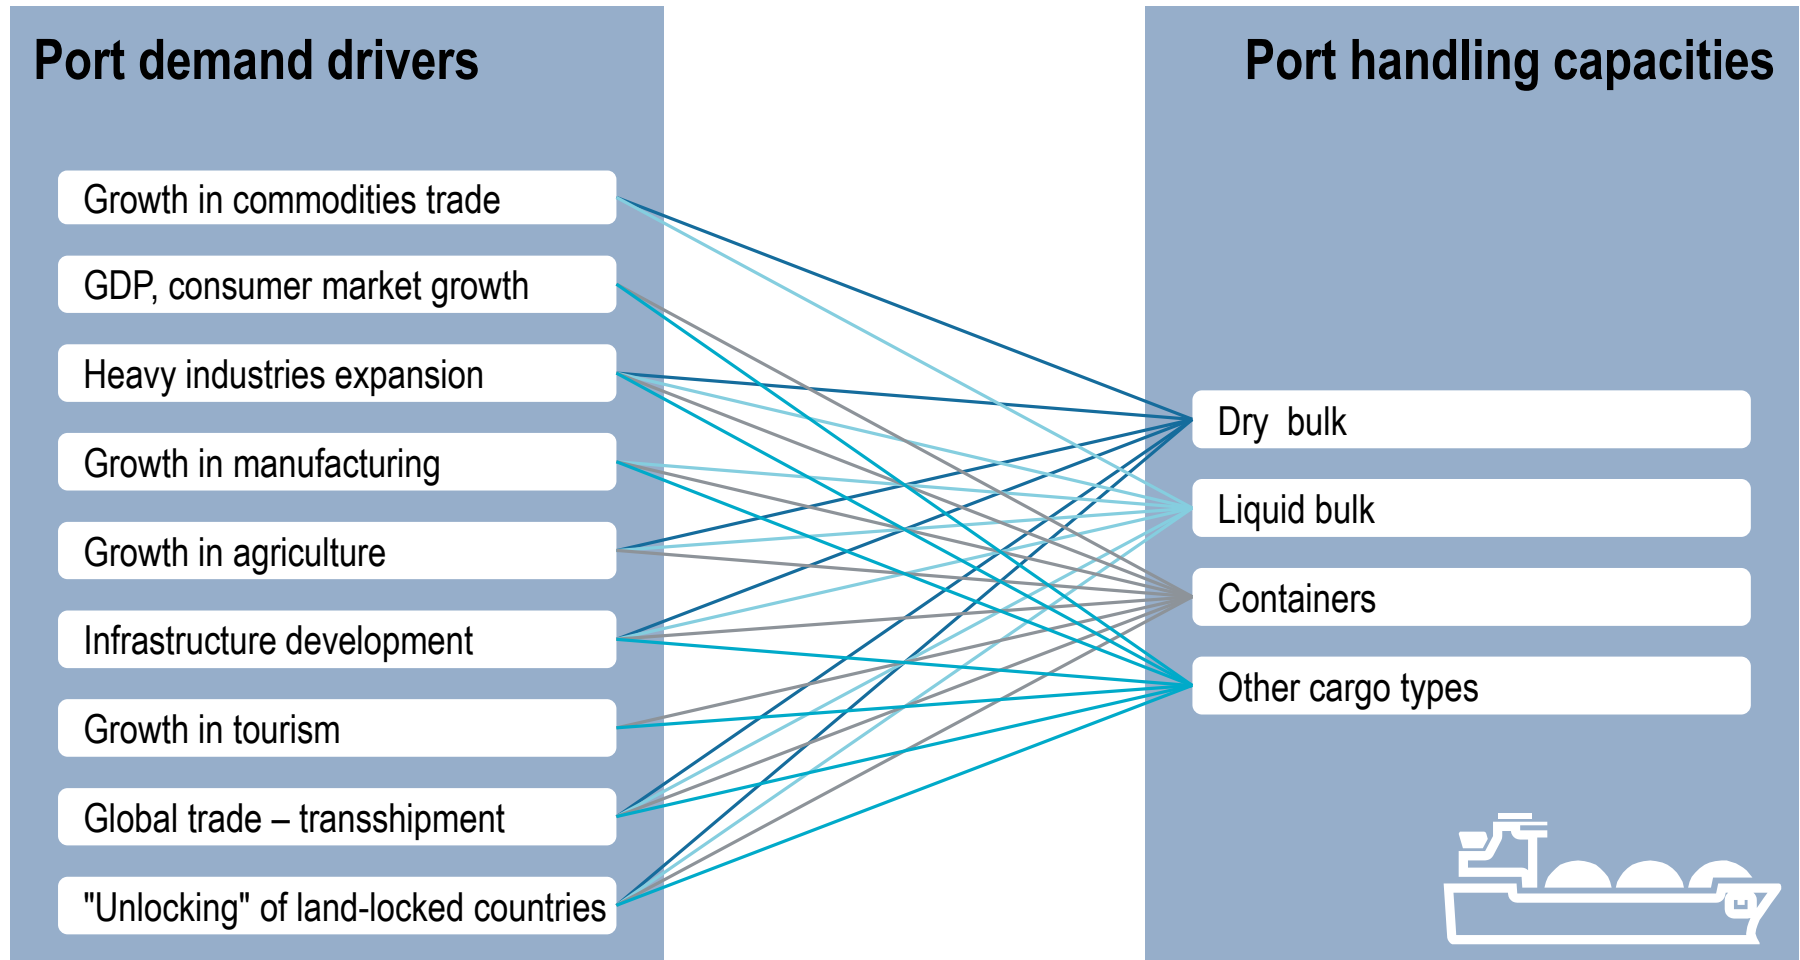 Port demand drivers
Growth in commodities trade
GDP, consumer market growth
Heavy industries expansion
Growth in manufacturing
Growth in agriculture
Infrastructure development
Growth in tourism
Global trade – transshipment
"Unlocking" of land-locked countries
Port handling capacities
Dry bulk
Liquid bulk
Containers
Other cargo types